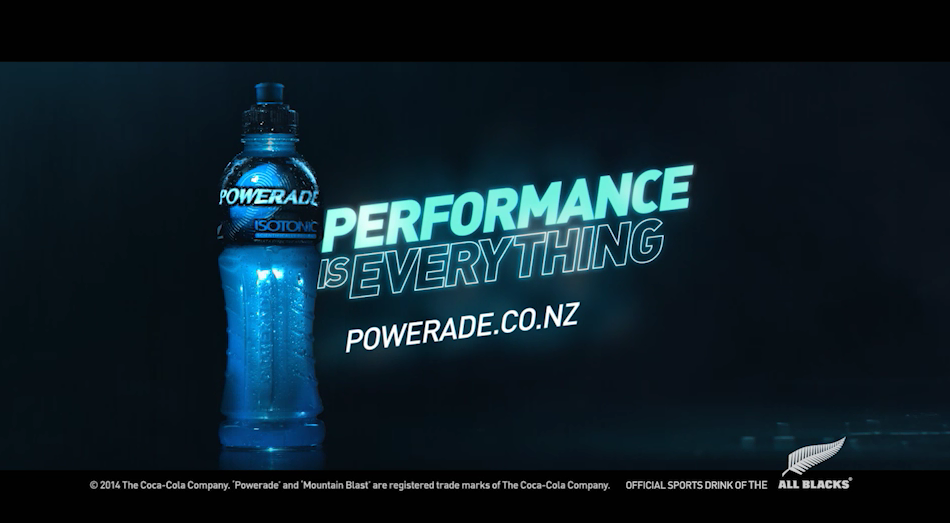 POWERADE
ISOTONIC
PERFORMANCE
IS EVERYTHING
POWERADE.CO.NZ
© 2014 The Coca-Cola Company. 'Powerade' and 'Mountain Blast' are registered trade marks of The Coca-Cola Company.
OFFICIAL SPORTS DRINK OF THE
ALL BLACKS®